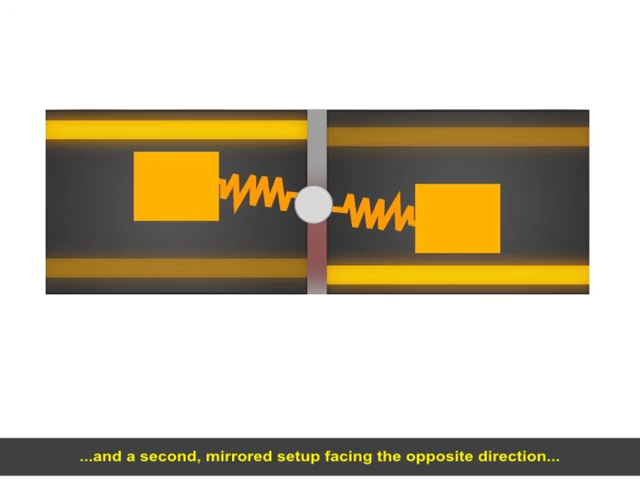 ...and a second, mirrored setup facing the opposite direction...